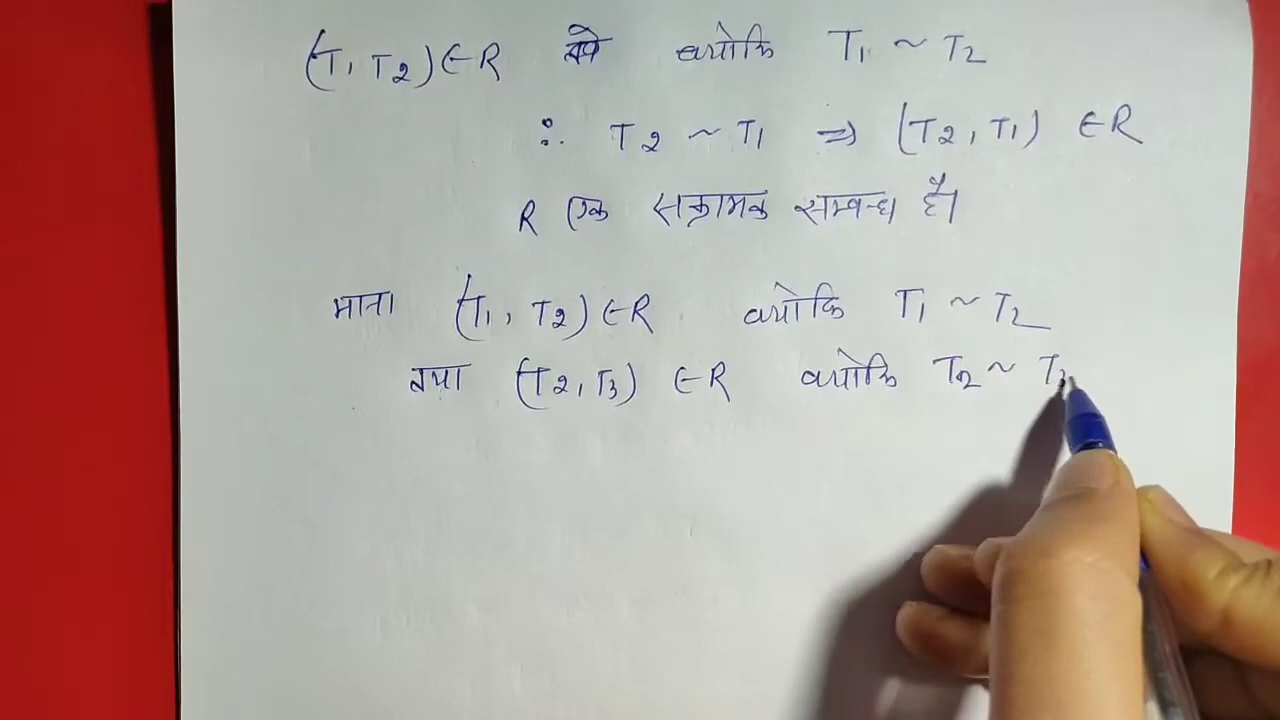 (T₁ T₂) ∈ R क्योकि T₁ ~ T₂
∴ T₂ ~ T₁ ⇒ (T₂, T₁) ∈ R
R एक सक्रामक सम्बन्ध है।
माना (T₁, T₂) ∈ R क्योकि T₁ ~ T₂
तथा (T₂, T₃) ∈ R क्योकि T₂ ~ T₃